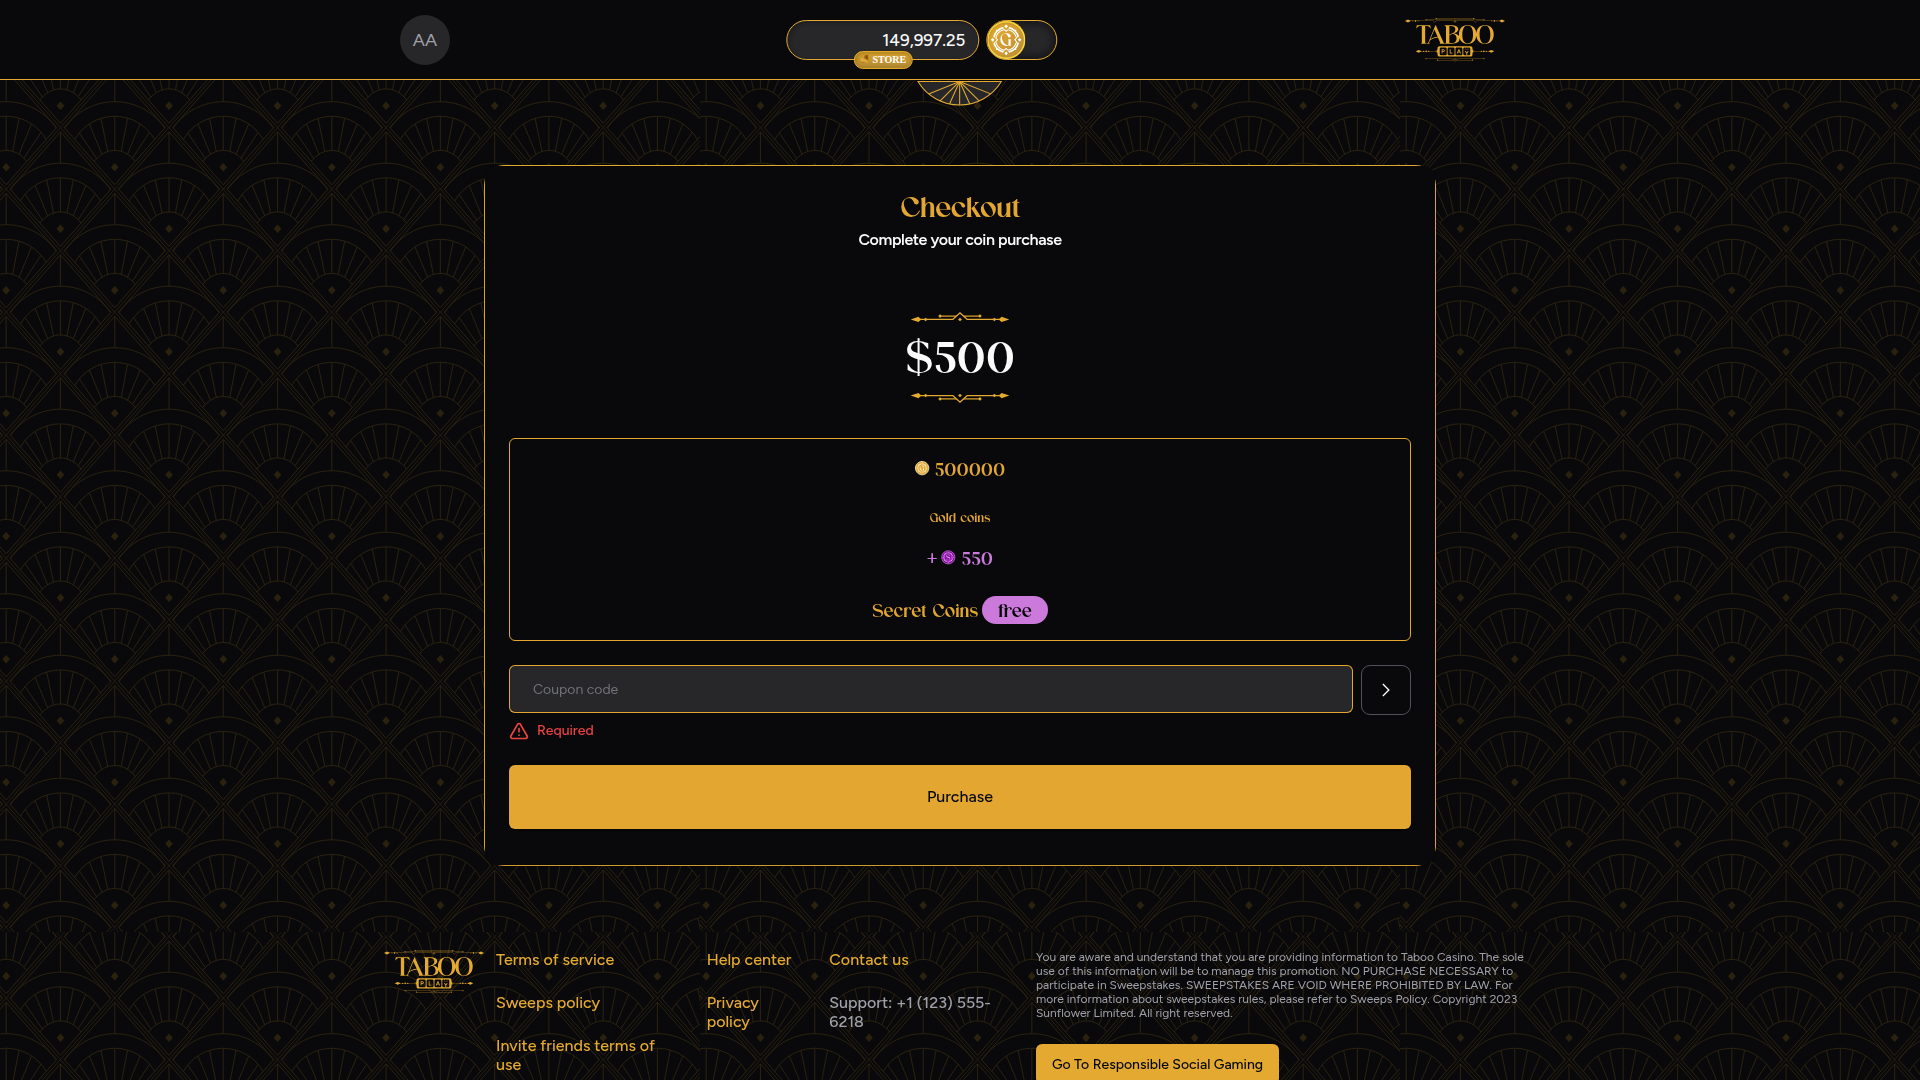 AA
149,997.25
STORE
G
TABOO
PLAY
Checkout
Complete your coin purchase
$500
500000
Gold coins
+ 550
Secret Coins free
Coupon code
Required
Purchase
TABOO
PLAY
Terms of service
Sweeps policy
Invite friends terms of
use
Help center
Privacy
policy
Contact us
Support: +1 (123) 555-
6218
You are aware and understand that you are providing information to Taboo Casino. The sole
use of this information will be to manage this promotion. NO PURCHASE NECESSARY to
participate in Sweepstakes. SWEEPSTAKES ARE VOID WHERE PROHIBITED BY LAW. For
more information about sweepstakes rules, please refer to Sweeps Policy. Copyright 2023
Sunflower Limited. All right reserved.
Go To Responsible Social Gaming